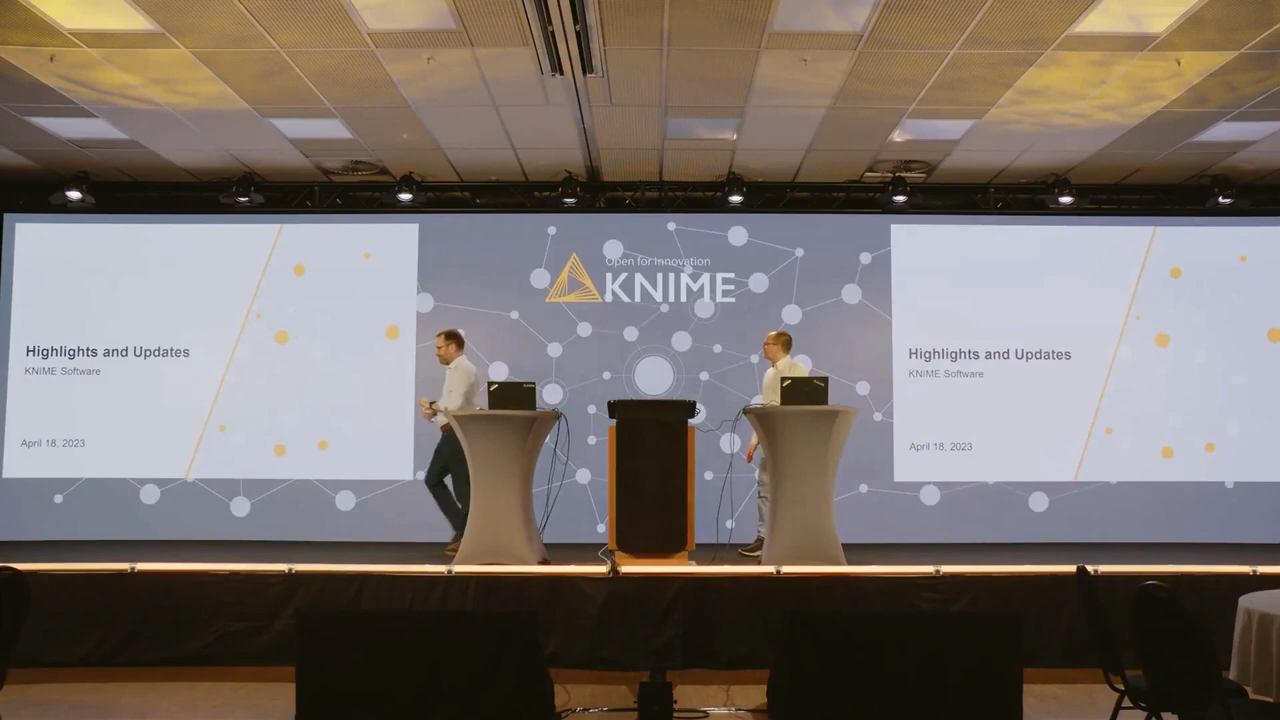 Open for Innovation
KNIME
Highlights and Updates
KNIME Software
April 18, 2023
Highlights and Updates
KNIME Software
April 18, 2023